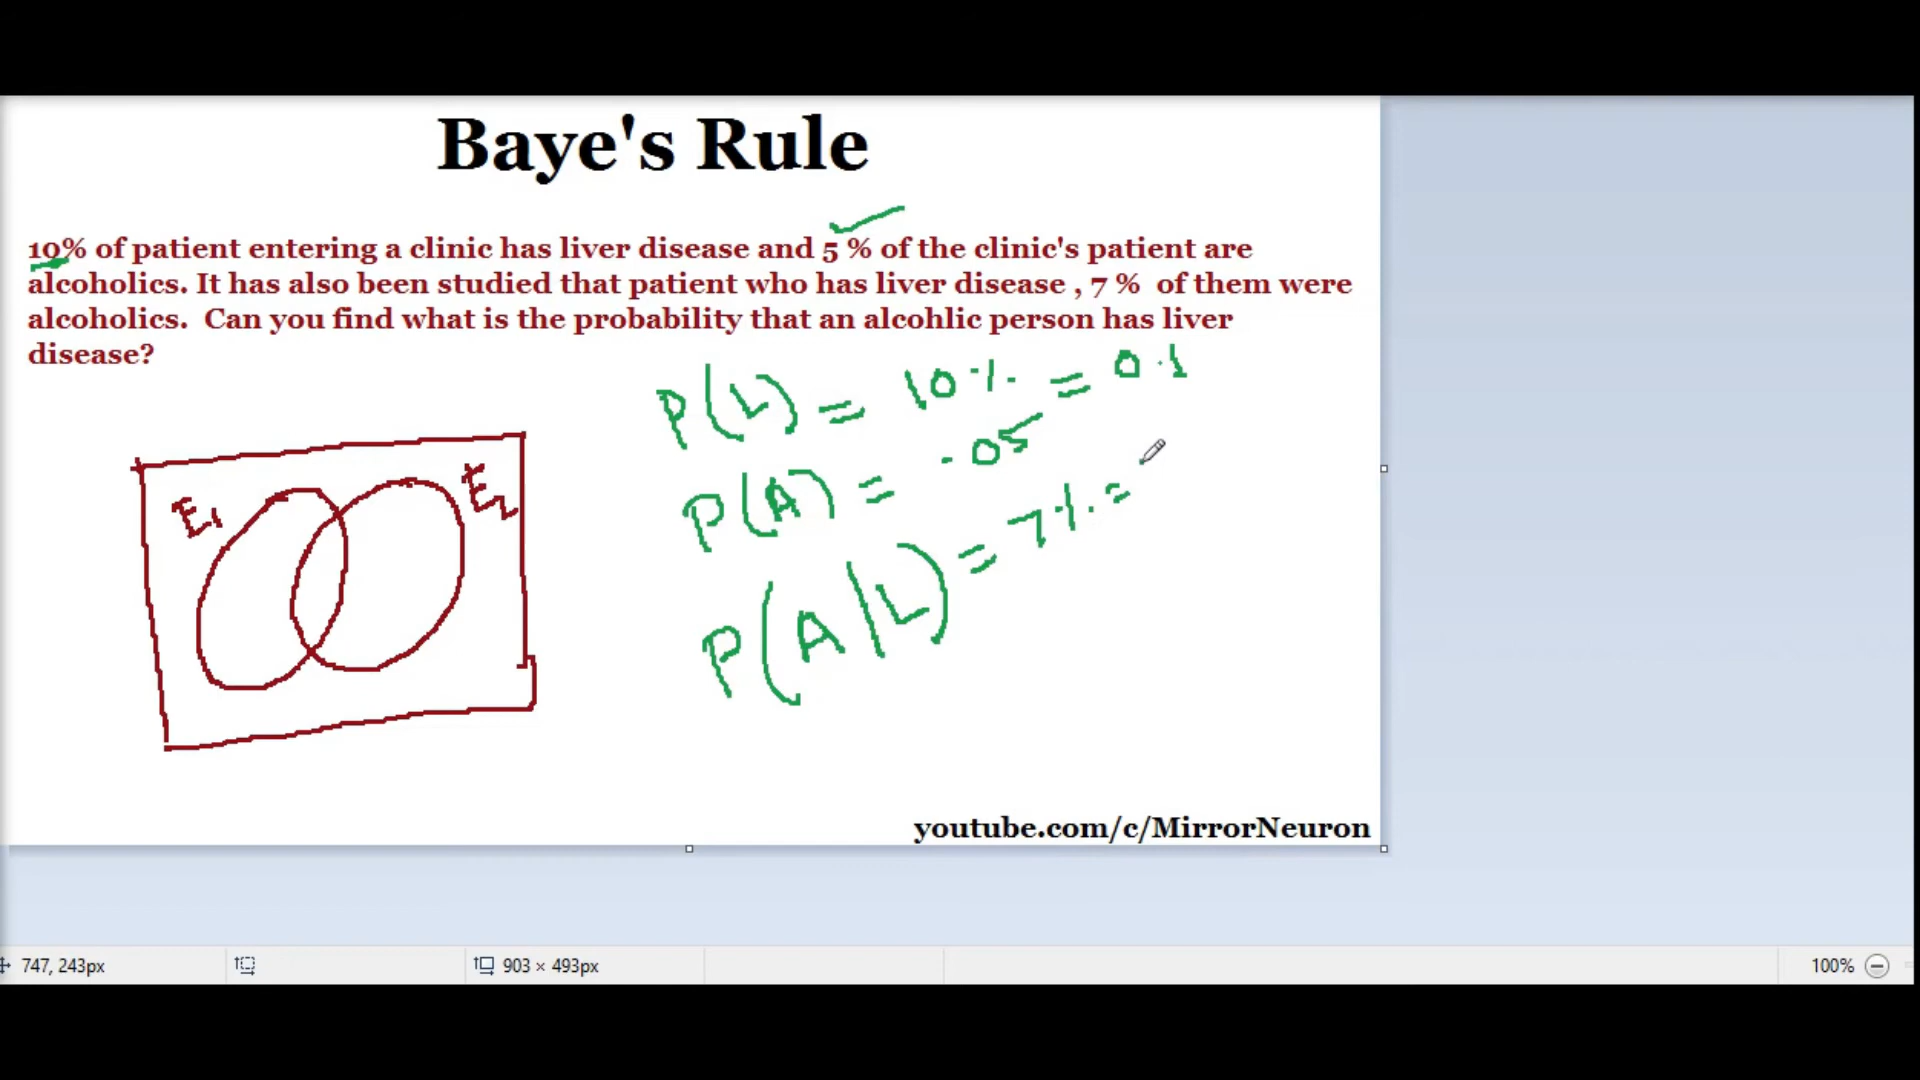 Baye's Rule
10% of patient entering a clinic has liver disease and 5 % of the clinic's patient are
alcoholics. It has also been studied that patient who has liver disease , 7 % of them were
alcoholics. Can you find what is the probability that an alcohlic person has liver
disease?
P(L) = 10% = 0.1
P(A) = .05
P(A/L) = 7% =
E1
E2
youtube.com/c/MirrorNeuron
747, 243px
903 × 493px
100%